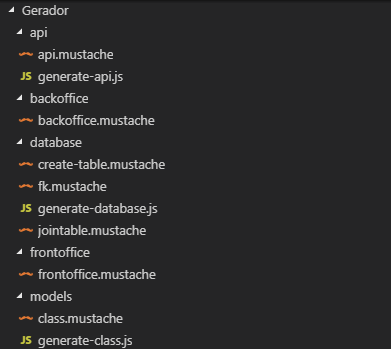 Gerador
api
api.mustache
JS generate-api.js
backoffice
backoffice.mustache
database
create-table.mustache
fk.mustache
JS generate-database.js
jointable.mustache
frontoffice
frontoffice.mustache
models
class.mustache
JS generate-class.js